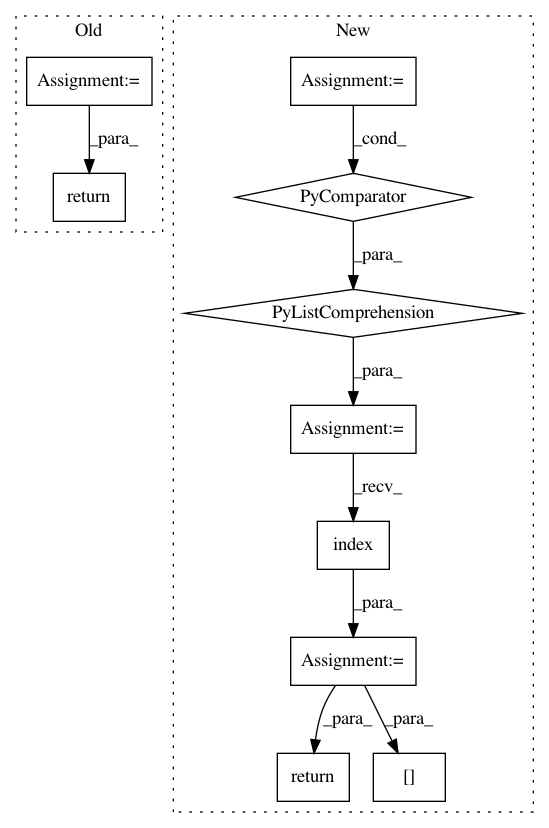 Old
New
Assignment:=
Assignment:=
_para_
_cond_
return
PyComparator
_para_
PyListComprehension
_para_
Assignment:=
_recv_
index
_para_
Assignment:=
_para_
_para_
return
[]